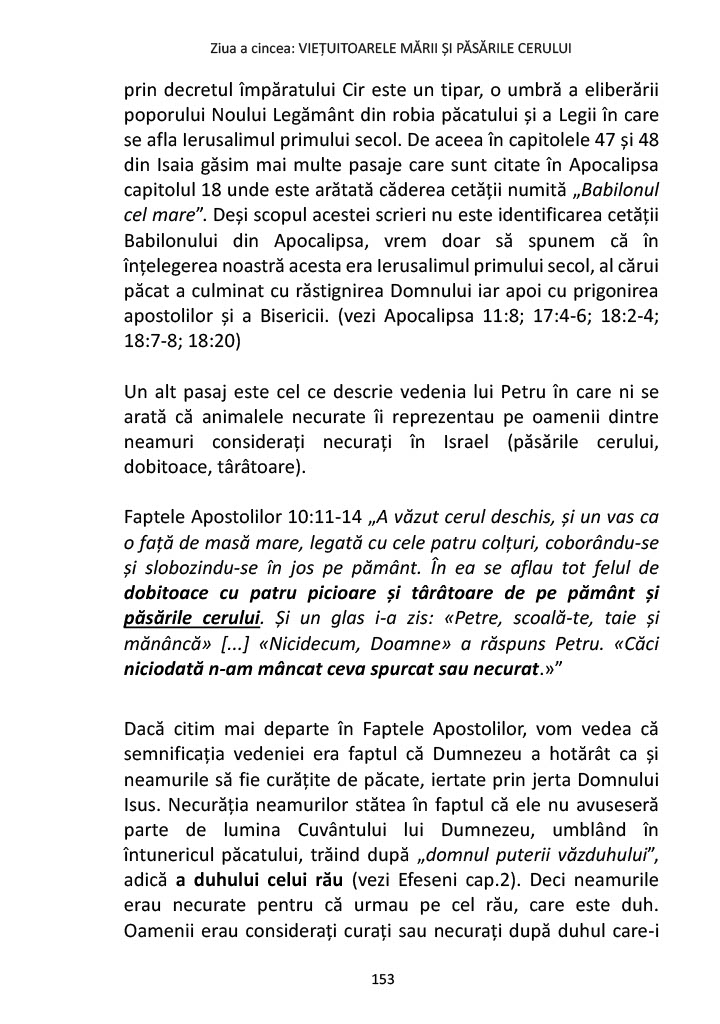 Ziua a cincea: VIEȚUITOARELE MĂRII ȘI PĂSĂRILE CERULUI
prin decretul împăratului Cir este un tipar, o umbră a eliberării
poporului Noului Legământ din robia păcatului și a Legii în care
se afla Ierusalimul primului secol. De aceea în capitolele 47 și 48
din Isaia găsim mai multe pasaje care sunt citate în Apocalipsa
capitolul 18 unde este arătată căderea cetății numită „Babilonul
cel mare”. Deși scopul acestei scrieri nu este identificarea cetății
Babilonului din Apocalipsa, vrem doar să spunem că în
înțelegerea noastră acesta era Ierusalimul primului secol, al cărui
păcat a culminat cu răstignirea Domnului iar apoi cu prigonirea
apostolilor și a Bisericii. (vezi Apocalipsa 11:8; 17:4-6; 18:2-4;
18:7-8; 18:20)
Un alt pasaj este cel ce descrie vedenia lui Petru în care ni se
arată că animalele necurate îi reprezentau pe oamenii dintre
neamuri considerați necurați în Israel (păsările cerului,
dobitoace, târâtoare).
Faptele Apostolilor 10:11-14 „A văzut cerul deschis, și un vas ca
o față de masă mare, legată cu cele patru colțuri, coborându-se
și slobozindu-se în jos pe pământ. În ea se aflau tot felul de
dobitoace cu patru picioare și târâtoare de pe pământ și
păsările cerului. Și un glas i-a zis: «Petre, scoală-te, taie și
mănâncă» [...] «Nicidecum, Doamne» a răspuns Petru. «Căci
niciodată n-am mâncat ceva spurcat sau necurat.»”
Dacă citim mai departe în Faptele Apostolilor, vom vedea că
semnificația vedeniei era faptul că Dumnezeu a hotărât ca și
neamurile să fie curățite de păcate, iertate prin jerta Domnului
Isus. Necurăția neamurilor stătea în faptul că ele nu avuseseră
parte de lumina Cuvântului lui Dumnezeu, umblând în
întunericul păcatului, trăind după „domnul puterii văzduhului”,
adică a duhului celui rău (vezi Efeseni cap.2). Deci neamurile
erau necurate pentru că urmau pe cel rău, care este duh.
Oamenii erau considerați curați sau necurați după duhul care-i
153